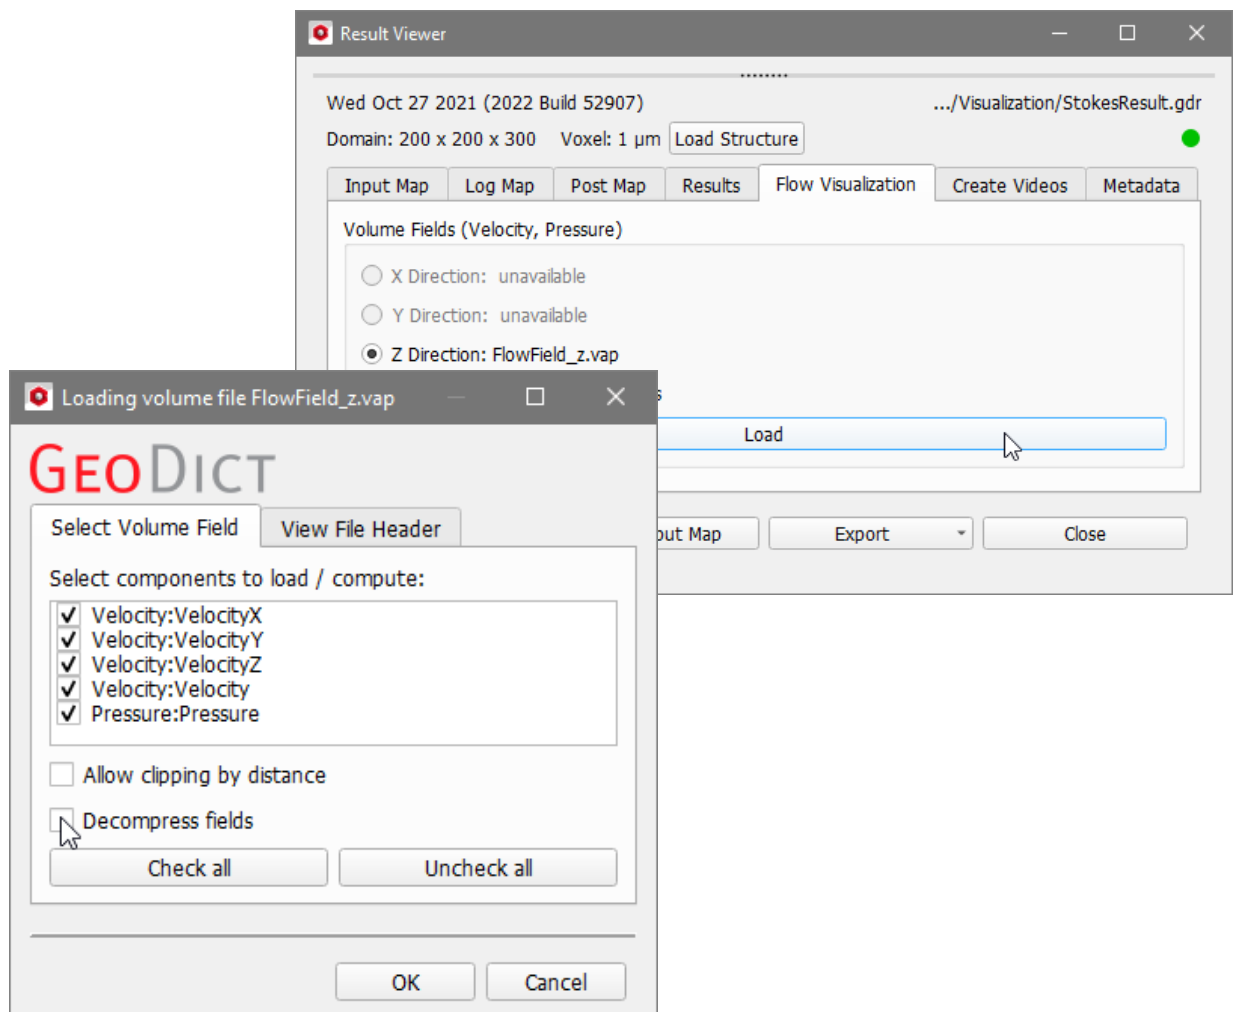 Result Viewer
Wed Oct 27 2021 (2022 Build 52907) .../Visualization/StokesResult.gdr
Domain: 200 x 200 x 300 Voxel: 1 µm Load Structure
Input Map Log Map Post Map Results Flow Visualization Create Videos Metadata
Volume Fields (Velocity, Pressure)
X Direction: unavailable
Y Direction: unavailable
Z Direction: FlowField_z.vap
Load
Map Export Close
Loading volume file FlowField_z.vap
GEODICT
Select Volume Field View File Header
Select components to load / compute:
Velocity:VelocityX
Velocity:VelocityY
Velocity:VelocityZ
Velocity:Velocity
Pressure:Pressure
Allow clipping by distance
Decompress fields
Check all Uncheck all
OK Cancel